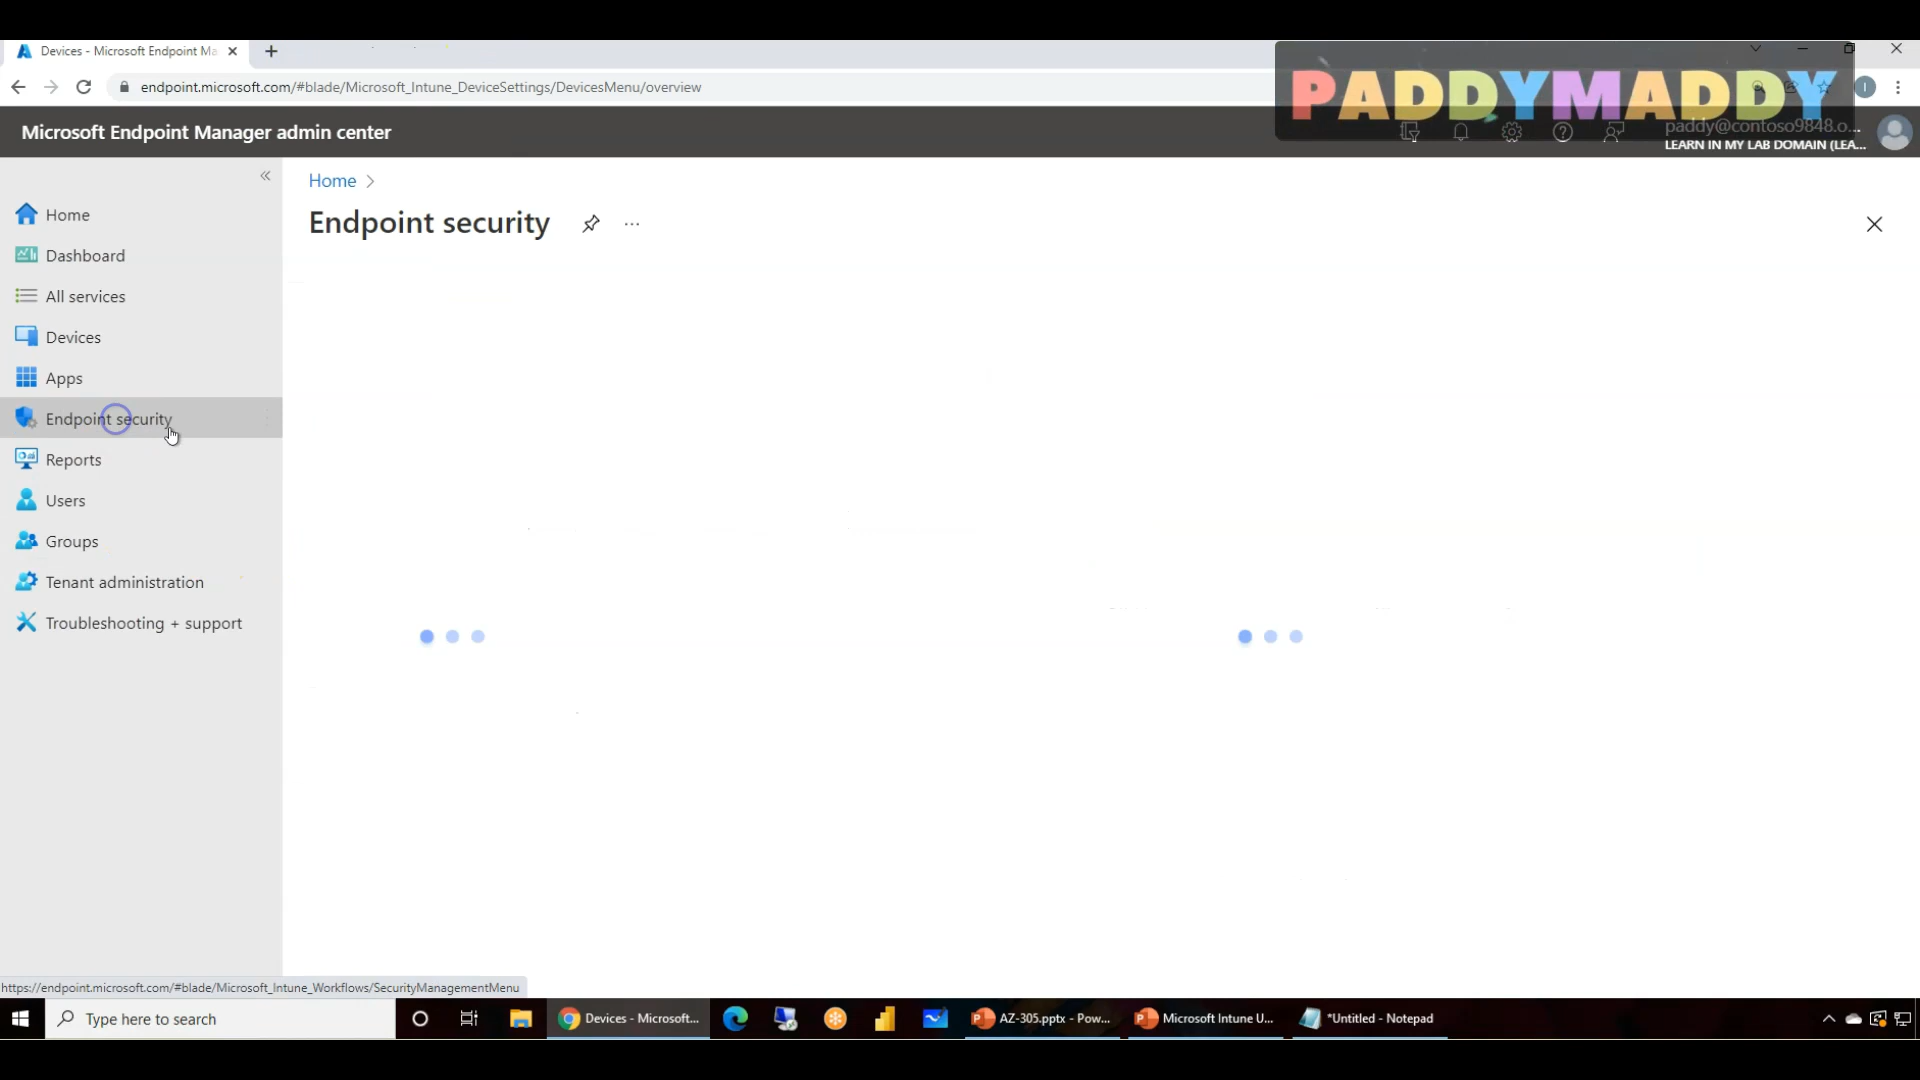 Devices - Microsoft Endpoint Ma
endpoint.microsoft.com/#blade/Microsoft_Intune_DeviceSettings/DevicesMenu/overview
PADDYMADDY
Microsoft Endpoint Manager admin center
paddy@contoso9848.o...
LEARN IN MY LAB DOMAIN (LEA...
Home
Endpoint security
Home
Dashboard
All services
Devices
Apps
Endpoint security
Reports
Users
Groups
Tenant administration
Troubleshooting + support
https://endpoint.microsoft.com/#blade/Microsoft_Intune_Workflows/SecurityManagementMenu
Type here to search
Devices - Microsoft...
AZ-305.pptx - Pow...
Microsoft Intune U...
*Untitled - Notepad